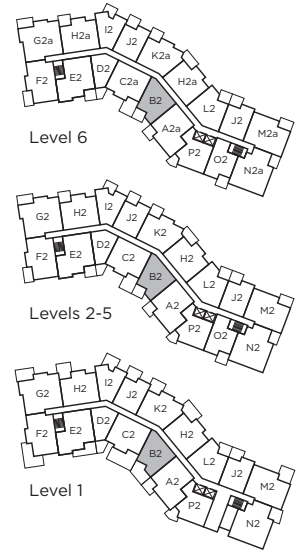 G2a H2a I2 J2 K2a H2a L2 J2 M2a
F2 E2 D2 C2a B2 A2a P2 O2 N2a
Level 6
G2 H2 I2 J2 K2 H2 L2 J2 M2
F2 E2 D2 C2 B2 A2 P2 O2 N2
Levels 2-5
G2 H2 I2 J2 K2 H2 L2 J2 M2
F2 E2 D2 C2 B2 A2 P2 N2
Level 1